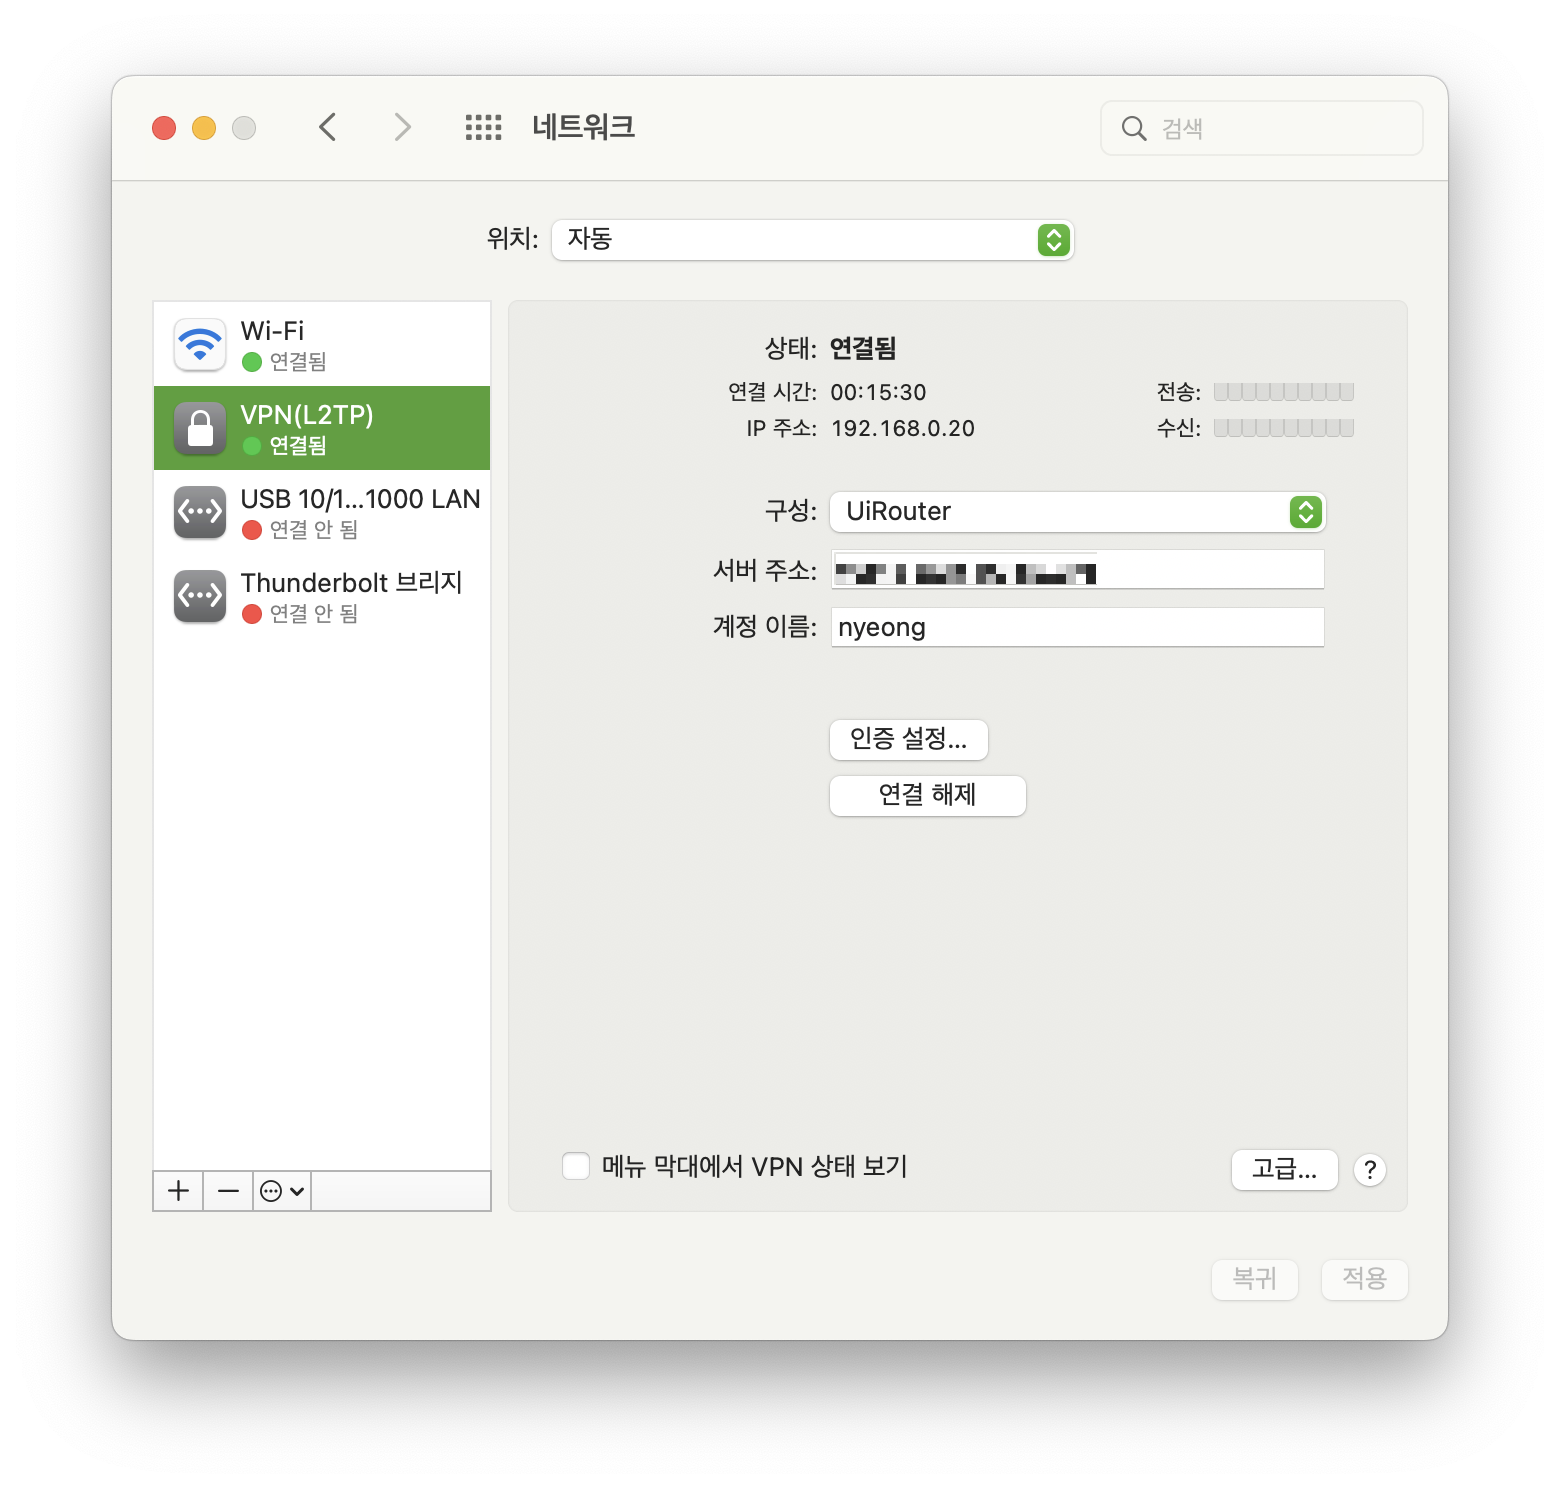 네트워크
검색
위치: 자동
Wi-Fi
연결됨
VPN(L2TP)
연결됨
USB 10/1...1000 LAN
연결 안 됨
Thunderbolt 브리지
연결 안 됨
상태: 연결됨
연결 시간: 00:15:30
전송:
IP 주소: 192.168.0.20
수신:
구성: UiRouter
서버 주소:
계정 이름: nyeong
인증 설정...
연결 해제
메뉴 막대에서 VPN 상태 보기
고급...
?
복귀
적용